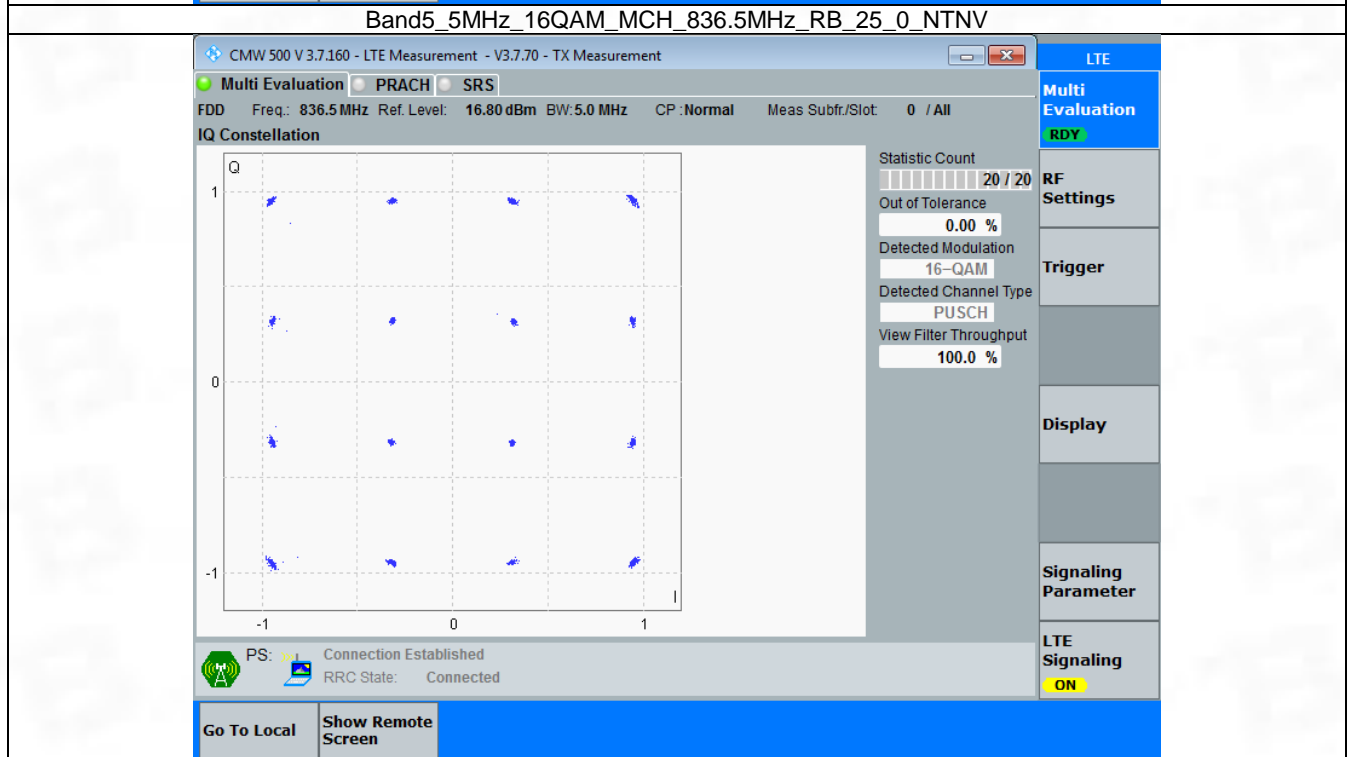 Band5_5MHz_16QAM_MCH_836.5MHz_RB_25_0_NTNV
CMW 500 V 3.7.160 - LTE Measurement - V3.7.70 - TX Measurement
LTE
Multi Evaluation PRACH SRS
FDD Freq.: 836.5 MHz Ref. Level: 16.80 dBm BW: 5.0 MHz CP : Normal Meas Subfr./Slot: 0 / All
IQ Constellation
Q
1
0
-1
-1 0 1
I
Statistic Count
20 / 20
Out of Tolerance
0.00 %
Detected Modulation
16-QAM
Detected Channel Type
PUSCH
View Filter Throughput
100.0 %
Multi
Evaluation
RDY
RF
Settings
Trigger
Display
Signaling
Parameter
LTE
Signaling
ON
PS: Connection Established
RRC State: Connected
Go To Local
Show Remote
Screen